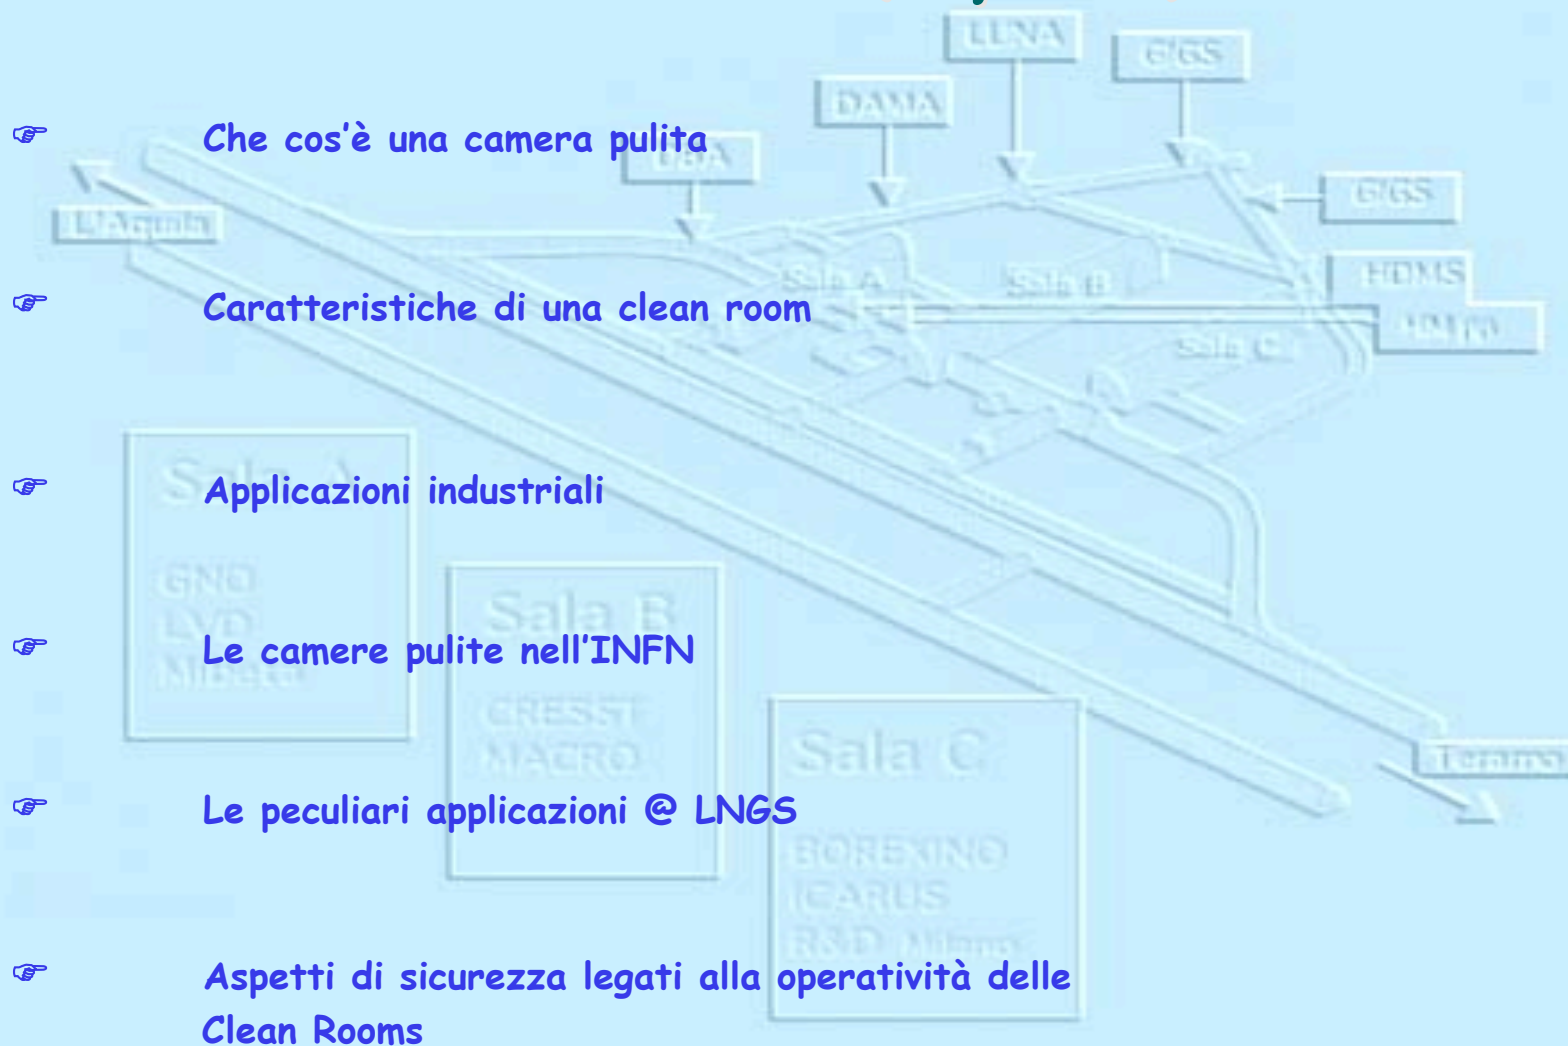 LUNA
GIGS
DAMA
☞ Che cos'è una camera pulita
GIGS
L'Aquila
Sala A
Sala B
HDMS
☞ Caratteristiche di una clean room
Sala C
Sala A
☞ Applicazioni industriali
GNO
LVD
Sala B
☞ Le camere pulite nell'INFN
CRESST
MACRO
Sala C
Teramo
☞ Le peculiari applicazioni @ LNGS
BOREXINO
ICARUS
R&D Milano
☞ Aspetti di sicurezza legati alla operatività delle
Clean Rooms